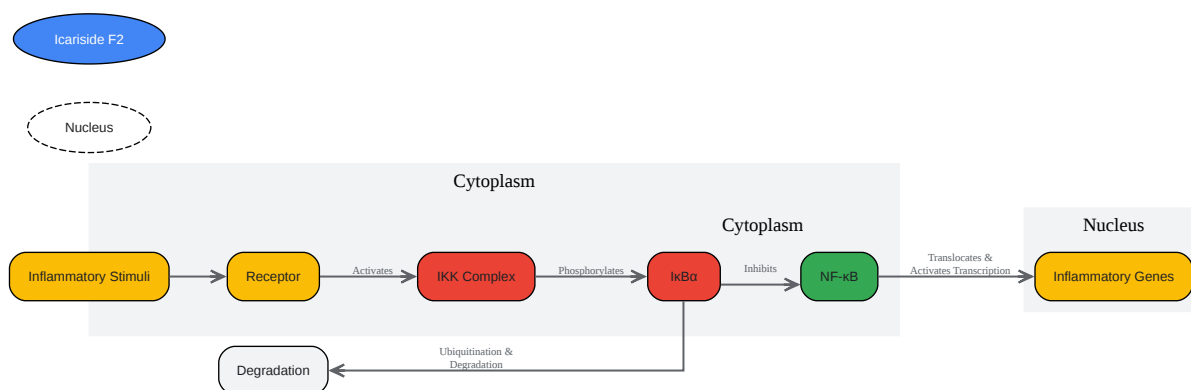 Icariside F2
Nucleus
Cytoplasm
Cytoplasm
Nucleus
Inflammatory Stimuli
Receptor
Activates
IKK Complex
Phosphorylates
IκBα
Inhibits
NF-κB
Translocates &
Activates Transcription
Inflammatory Genes
Ubiquitination &
Degradation
Degradation